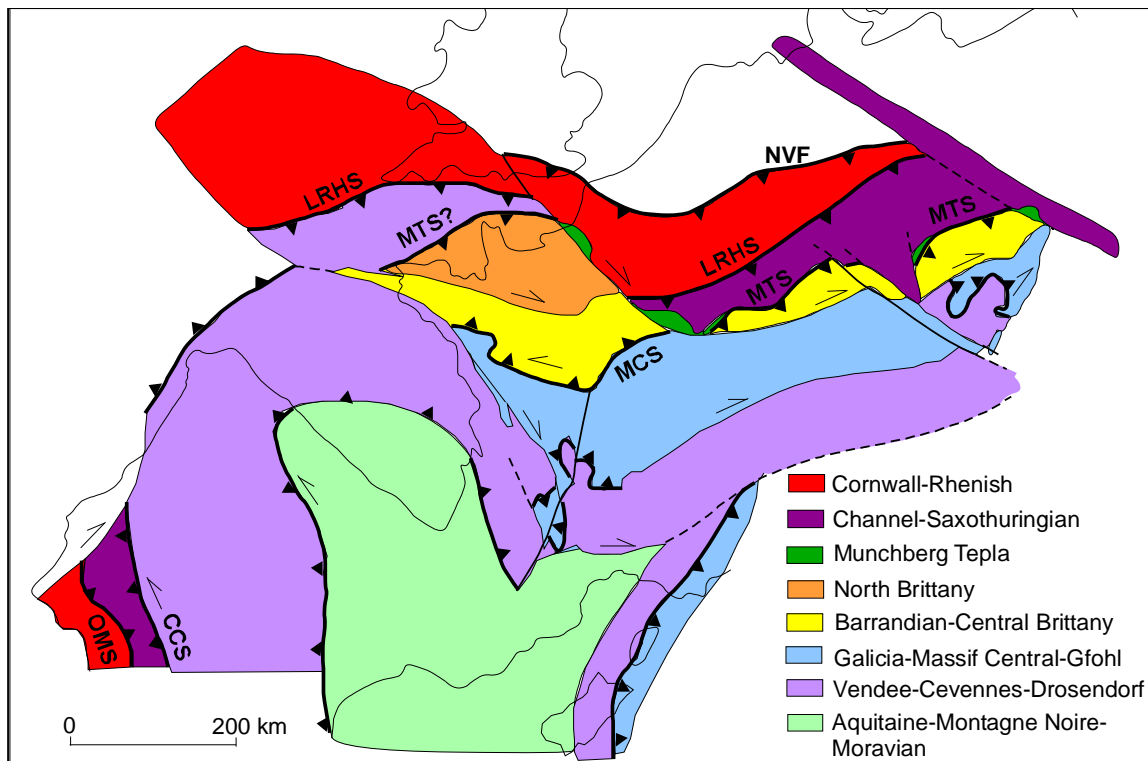 NVF
LRHS
MTS?
MTS
LRHS
MTS
MCS
OMS
CCS
Cornwall-Rhenish
Channel-Saxothuringian
Munchberg Tepla
North Brittany
Barrandian-Central Brittany
Galicia-Massif Central-Gfohl
Vendee-Cevennes-Drosendorf
Aquitaine-Montagne Noire-
Moravian
0 200 km